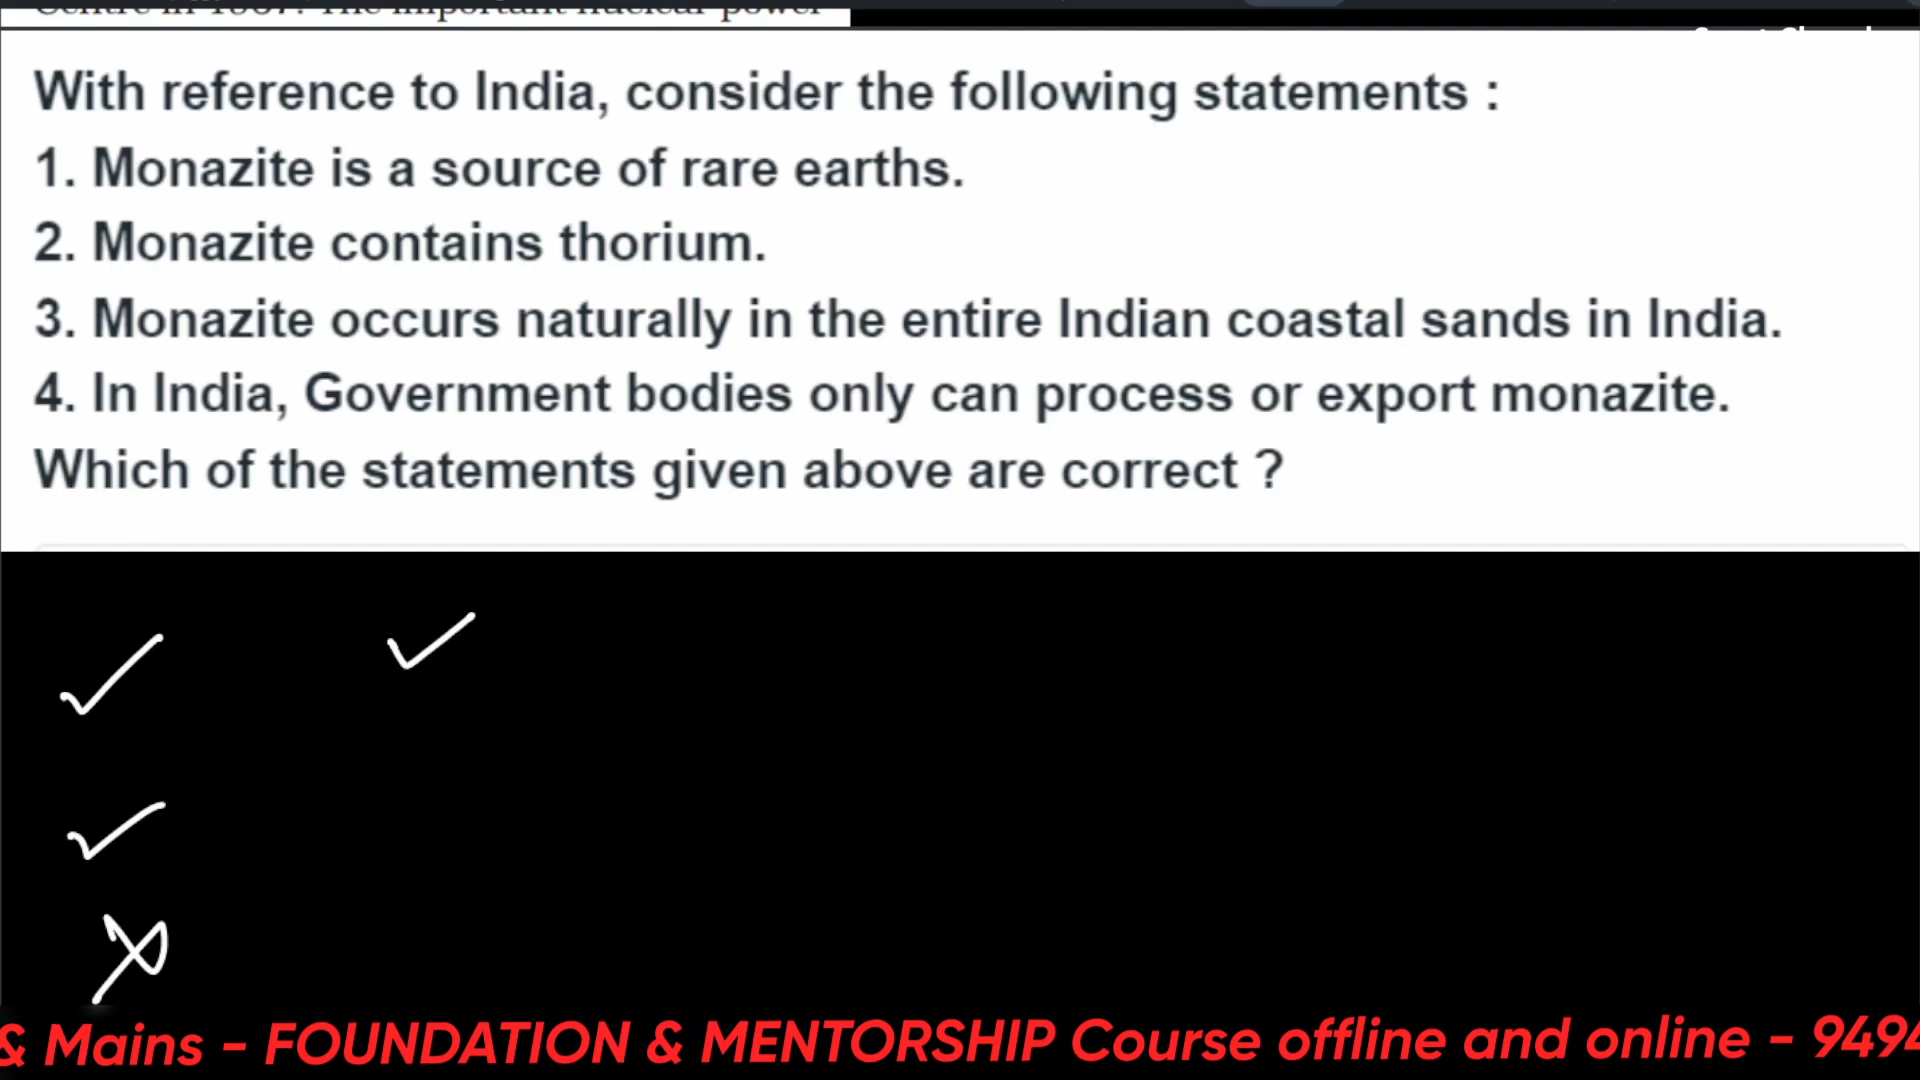 With reference to India, consider the following statements :
1. Monazite is a source of rare earths.
2. Monazite contains thorium.
3. Monazite occurs naturally in the entire Indian coastal sands in India.
4. In India, Government bodies only can process or export monazite.
Which of the statements given above are correct ?
& Mains - FOUNDATION & MENTORSHIP Course offline and online - 9494